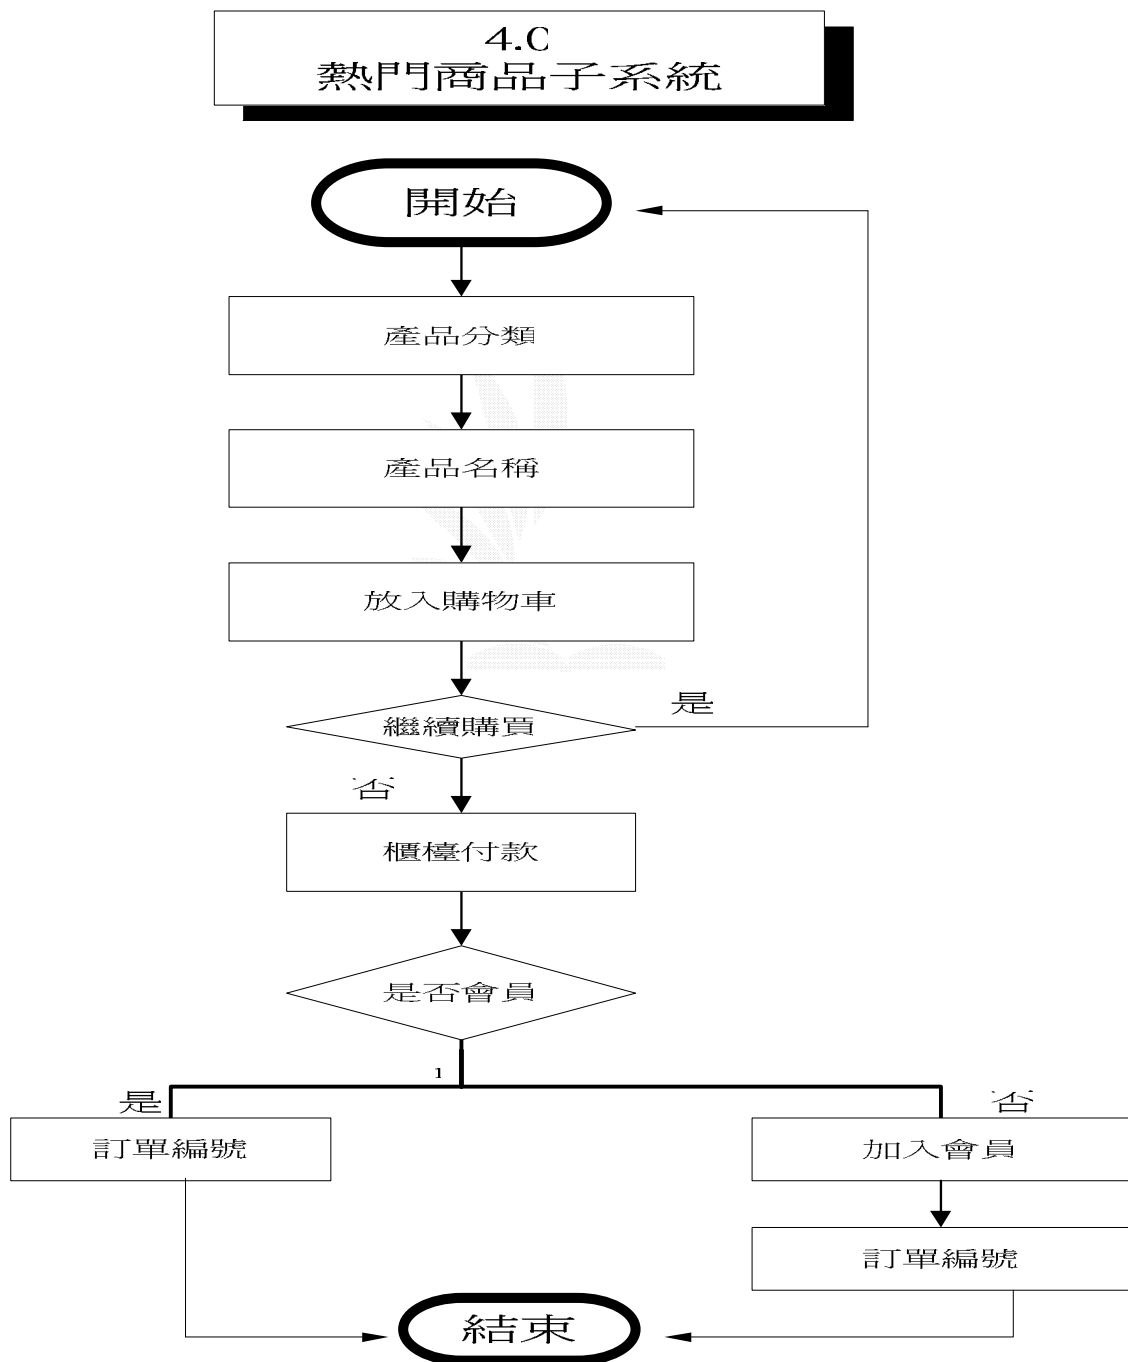 4.0
熱門商品子系統
開始
產品分類
產品名稱
放入購物車
繼續購買
是
否
櫃檯付款
是否會員
1
是
否
訂單編號
加入會員
訂單編號
結束